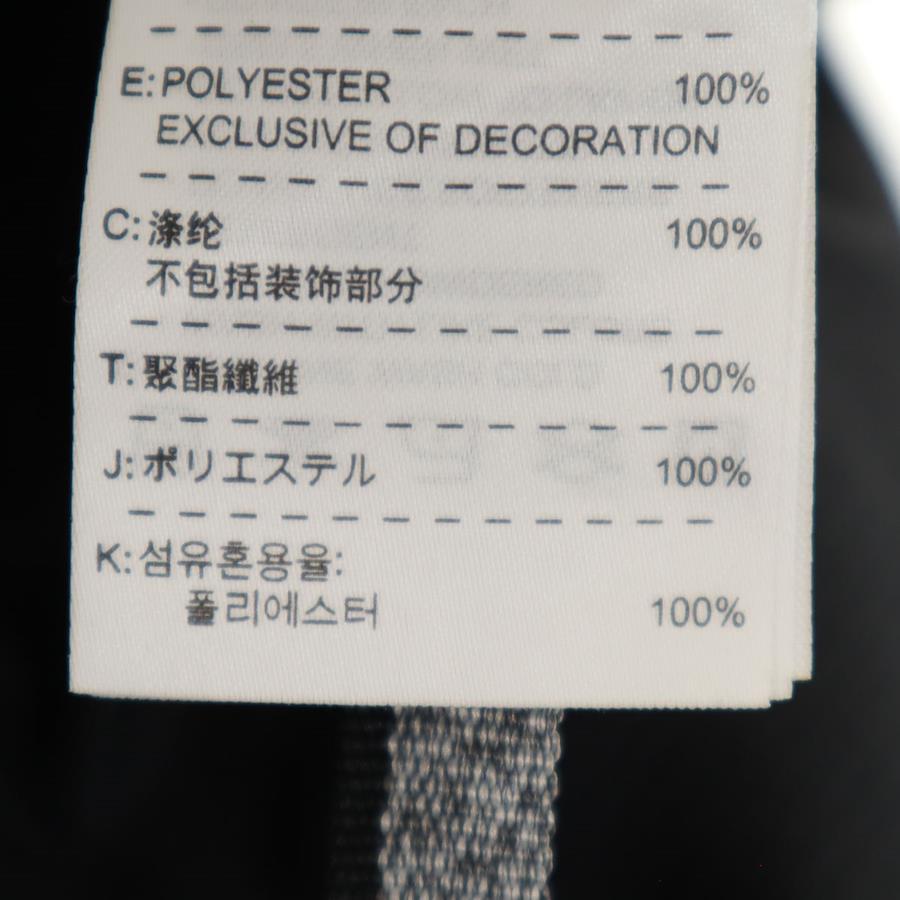 E: POLYESTER 100%
EXCLUSIVE OF DECORATION
C: 涤纶 100%
不包括装饰部分
T: 聚酯纖維 100%
J: ポリエステル 100%
K: 섬유혼용율:
폴리에스터 100%